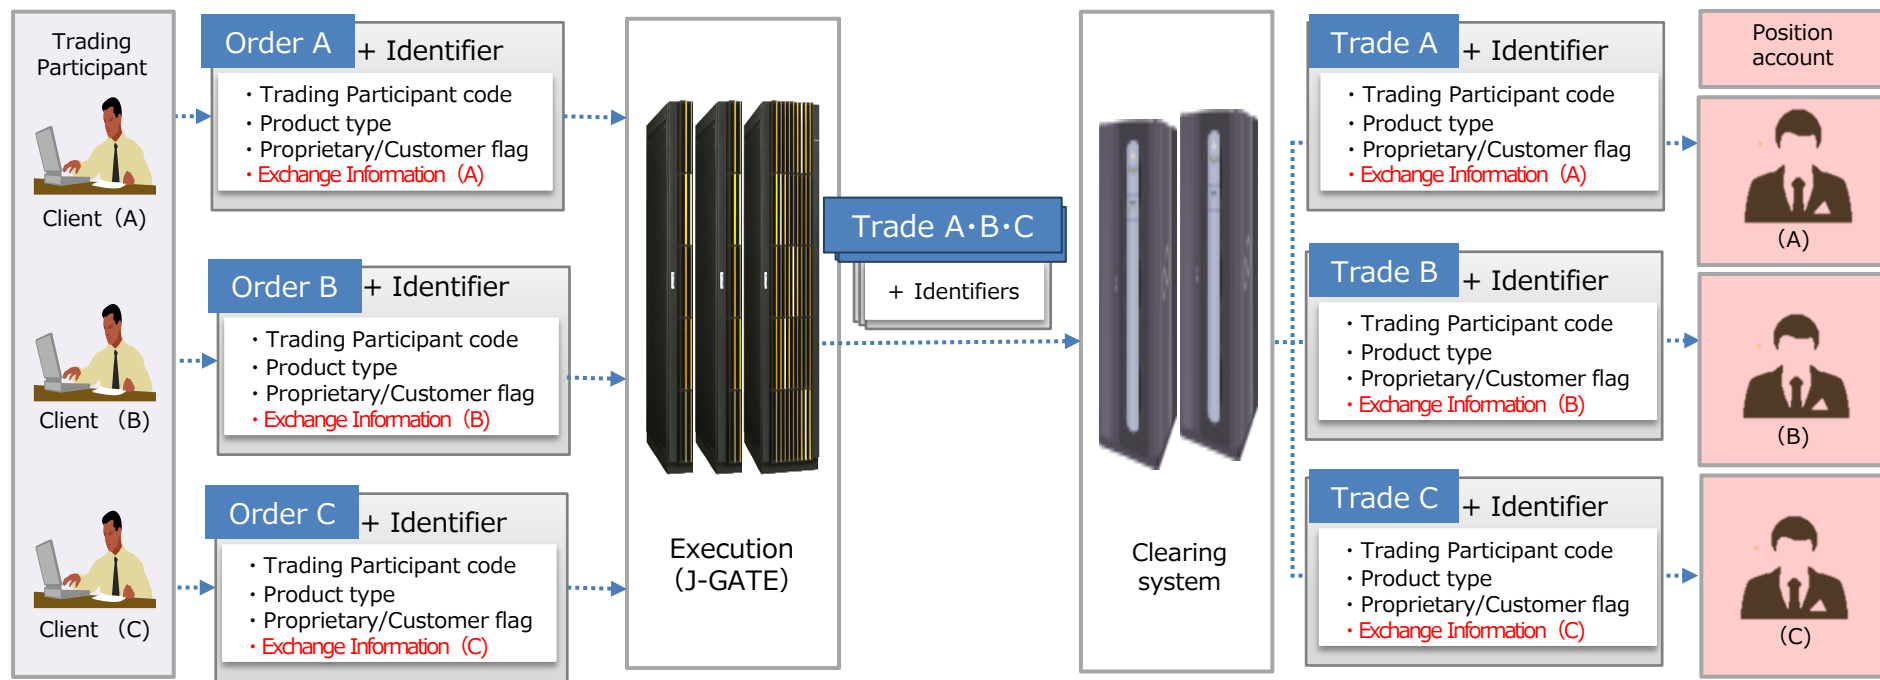 Trading
Participant
Client（A）
Client （B）
Client （C）
Order A
+ Identifier
・Trading Participant code
・Product type
・Proprietary/Customer flag
・Exchange Information（A）
Order B
+ Identifier
・Trading Participant code
・Product type
・Proprietary/Customer flag
・Exchange Information（B）
Order C
+ Identifier
・Trading Participant code
・Product type
・Proprietary/Customer flag
・Exchange Information（C）
Execution
（J-GATE）
Trade A・B・C
+ Identifiers
Clearing
system
Trade A
+ Identifier
・Trading Participant code
・Product type
・Proprietary/Customer flag
・Exchange Information（A）
Trade B
+ Identifier
・Trading Participant code
・Product type
・Proprietary/Customer flag
・Exchange Information（B）
Trade C
+ Identifier
・Trading Participant code
・Product type
・Proprietary/Customer flag
・Exchange Information（C）
Position
account
（A）
（B）
（C）